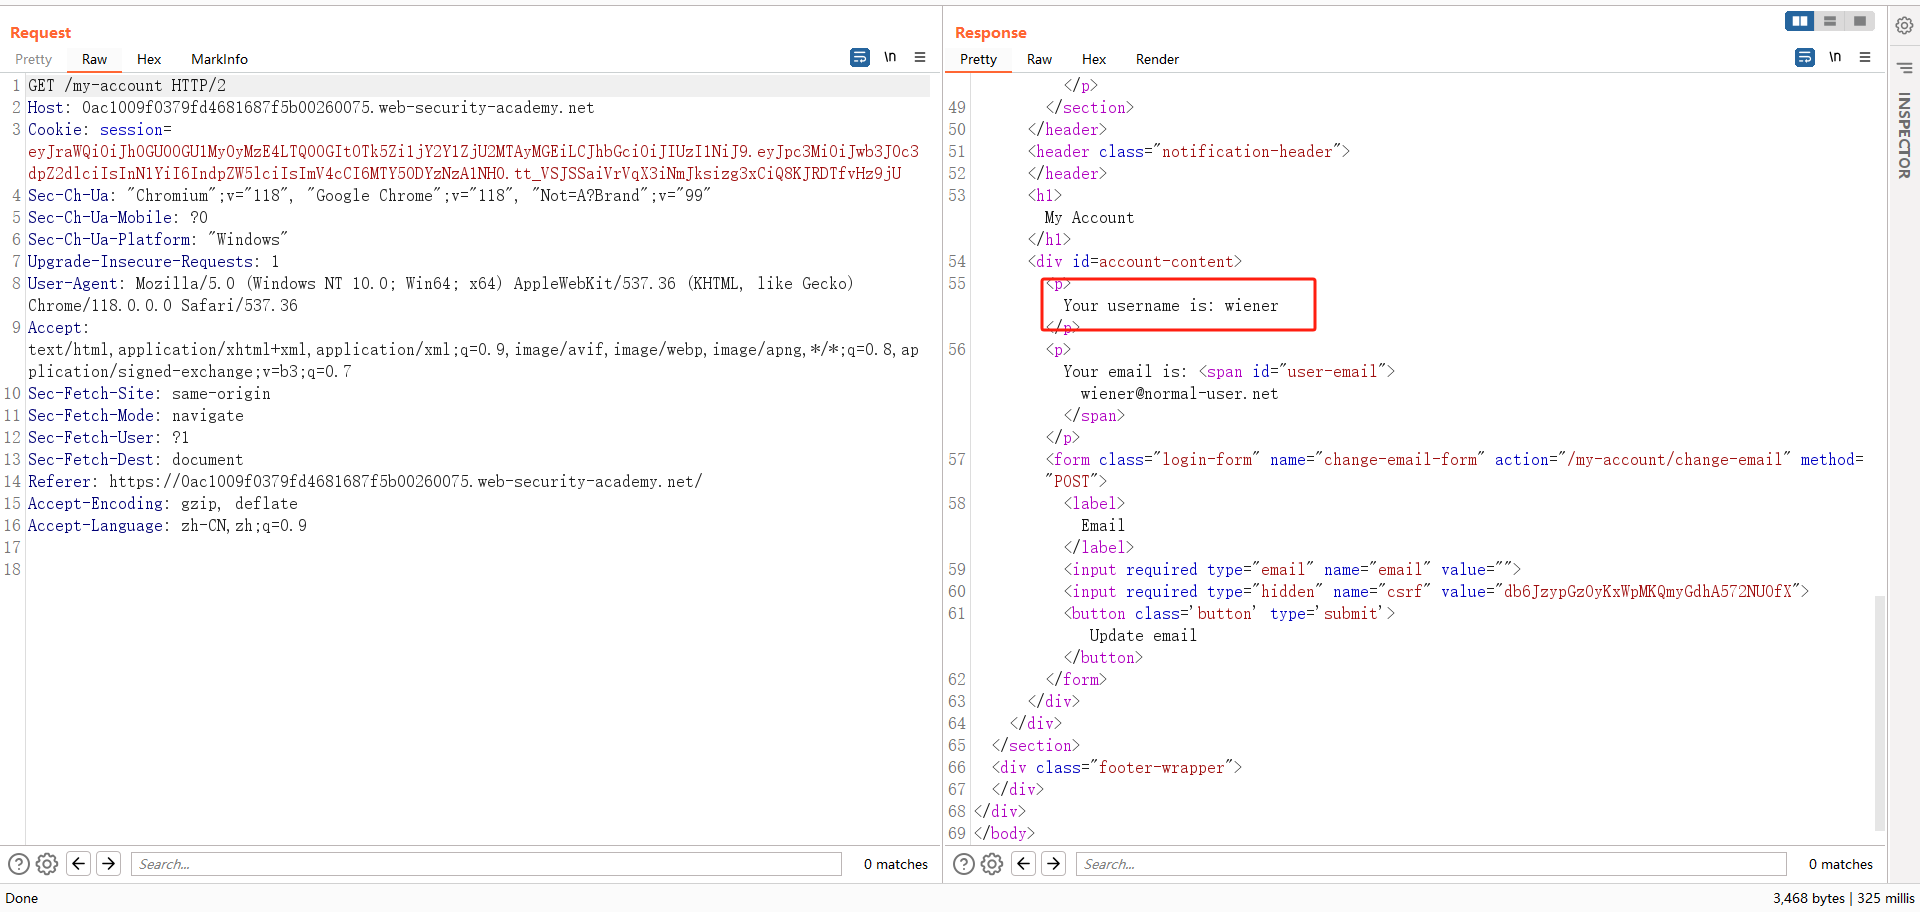 Request
Pretty Raw Hex MarkInfo \n
1 GET /my-account HTTP/2
2 Host: 0ac1009f0379fd4681687f5b00260075.web-security-academy.net
3 Cookie: session=
eyJraWQiOiJhOGU0OGU1My0yMzE4LTQ0OGItOTk5Zi1jY2Y1ZjU2MTAyMGEiLCJhbGciOiJIUzI1NiJ9.eyJpc3MiOiJwb3J0c3
dpZ2dlciIsInN1YiI6IndpZW5lciIsImV4cCI6MTY5ODYzNzA1NH0.tt_VSJSSaiVrVqX3iNmJksizg3xCiQ8KJRDTfvHz9jU
4 Sec-Ch-Ua: "Chromium";v="118", "Google Chrome";v="118", "Not=A?Brand";v="99"
5 Sec-Ch-Ua-Mobile: ?0
6 Sec-Ch-Ua-Platform: "Windows"
7 Upgrade-Insecure-Requests: 1
8 User-Agent: Mozilla/5.0 (Windows NT 10.0; Win64; x64) AppleWebKit/537.36 (KHTML, like Gecko)
Chrome/118.0.0.0 Safari/537.36
9 Accept:
text/html,application/xhtml+xml,application/xml;q=0.9,image/avif,image/webp,image/apng,*/*;q=0.8,ap
plication/signed-exchange;v=b3;q=0.7
10 Sec-Fetch-Site: same-origin
11 Sec-Fetch-Mode: navigate
12 Sec-Fetch-User: ?1
13 Sec-Fetch-Dest: document
14 Referer: https://0ac1009f0379fd4681687f5b00260075.web-security-academy.net/
15 Accept-Encoding: gzip, deflate
16 Accept-Language: zh-CN,zh;q=0.9
17
18
Search...
0 matches
Response
Pretty Raw Hex Render \n
</p>
49 </section>
50 </header>
51 <header class="notification-header">
52 </header>
53 <h1>
My Account
</h1>
54 <div id=account-content>
55 <p>
Your username is: wiener
</p>
56 <p>
Your email is: <span id="user-email">
wiener@normal-user.net
</span>
</p>
57 <form class="login-form" name="change-email-form" action="/my-account/change-email" method=
"POST">
58 <label>
Email
</label>
59 <input required type="email" name="email" value="">
60 <input required type="hidden" name="csrf" value="db6JzypGz0yKxWpMKQmyGdhA572NU0fX">
61 <button class='button' type='submit'>
Update email
</button>
62 </form>
63 </div>
64 </div>
65 </section>
66 <div class="footer-wrapper">
67 </div>
68 </div>
69 </body>
Search...
0 matches
INSPECTOR
Done
3,468 bytes | 325 millis